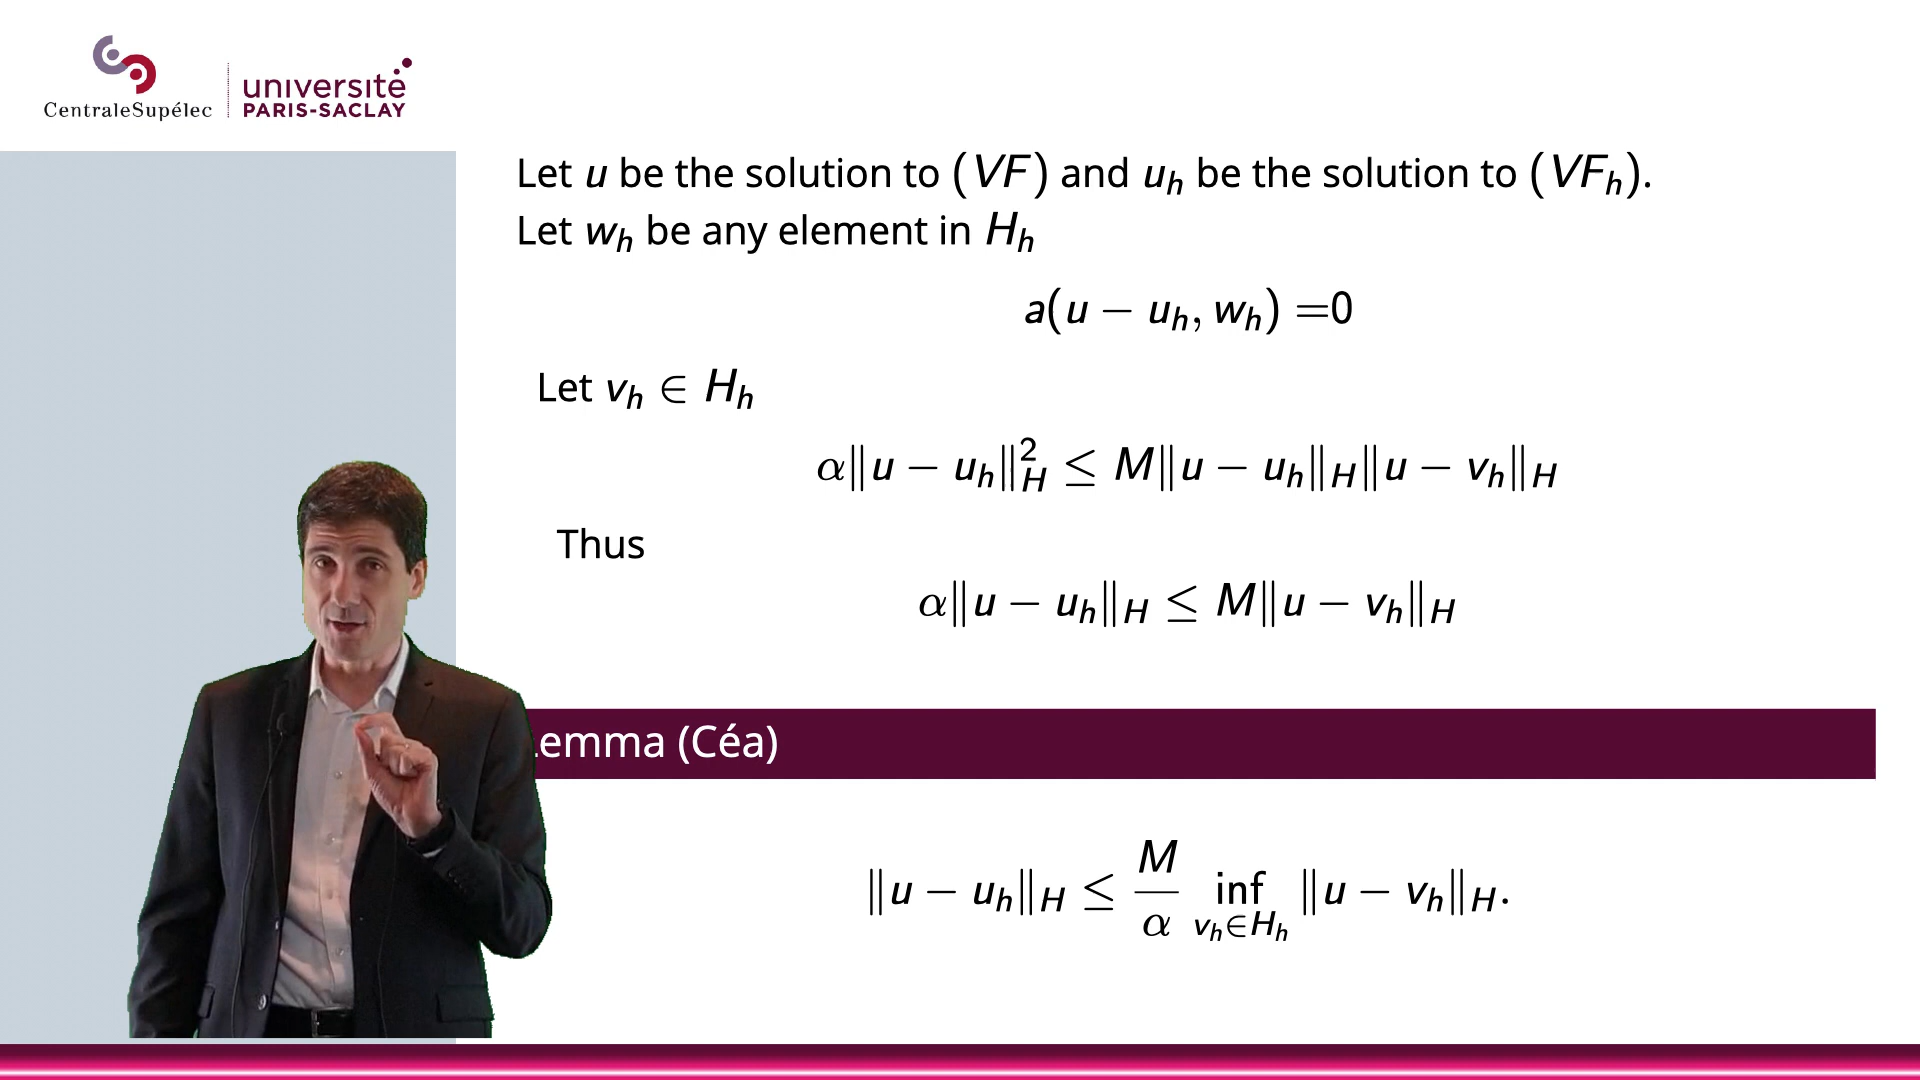 CentraleSupélec
université
PARIS-SACLAY
Let u be the solution to (VF) and u_h be the solution to (VF_h).
Let w_h be any element in H_h
a(u − u_h, w_h) =0
Let v_h ∈ H_h
α‖u − u_h‖²_H ≤ M‖u − u_h‖_H‖u − v_h‖_H
Thus
α‖u − u_h‖_H ≤ M‖u − v_h‖_H
Lemma (Céa)
‖u − u_h‖_H ≤ M/α inf_{v_h∈H_h} ‖u − v_h‖_H.